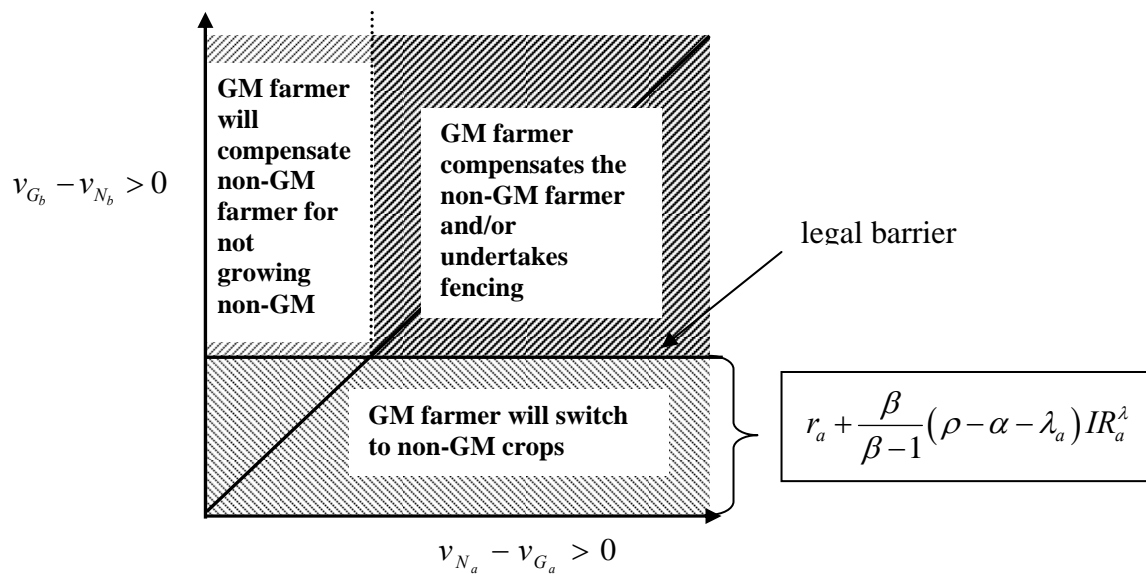 GM farmer
will
compensate
non-GM
farmer for
not
growing
non-GM
GM farmer
compensates the
non-GM farmer
and/or
undertakes
fencing
v_{G_b} − v_{N_b} > 0
legal barrier
GM farmer will switch
to non-GM crops
r_a + \frac{β}{β−1} (ρ − α − λ_a) IR_a^λ
v_{N_a} − v_{G_a} > 0